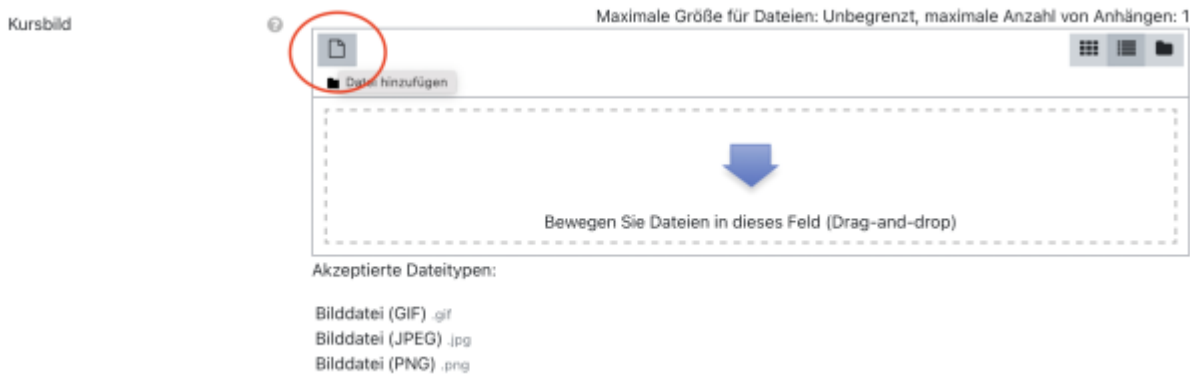 Kursbild
Maximale Größe für Dateien: Unbegrenzt, maximale Anzahl von Anhängen: 1
Datei hinzufügen
Bewegen Sie Dateien in dieses Feld (Drag-and-drop)
Akzeptierte Dateitypen:
Bilddatei (GIF) .gif
Bilddatei (JPEG) .jpg
Bilddatei (PNG) .png